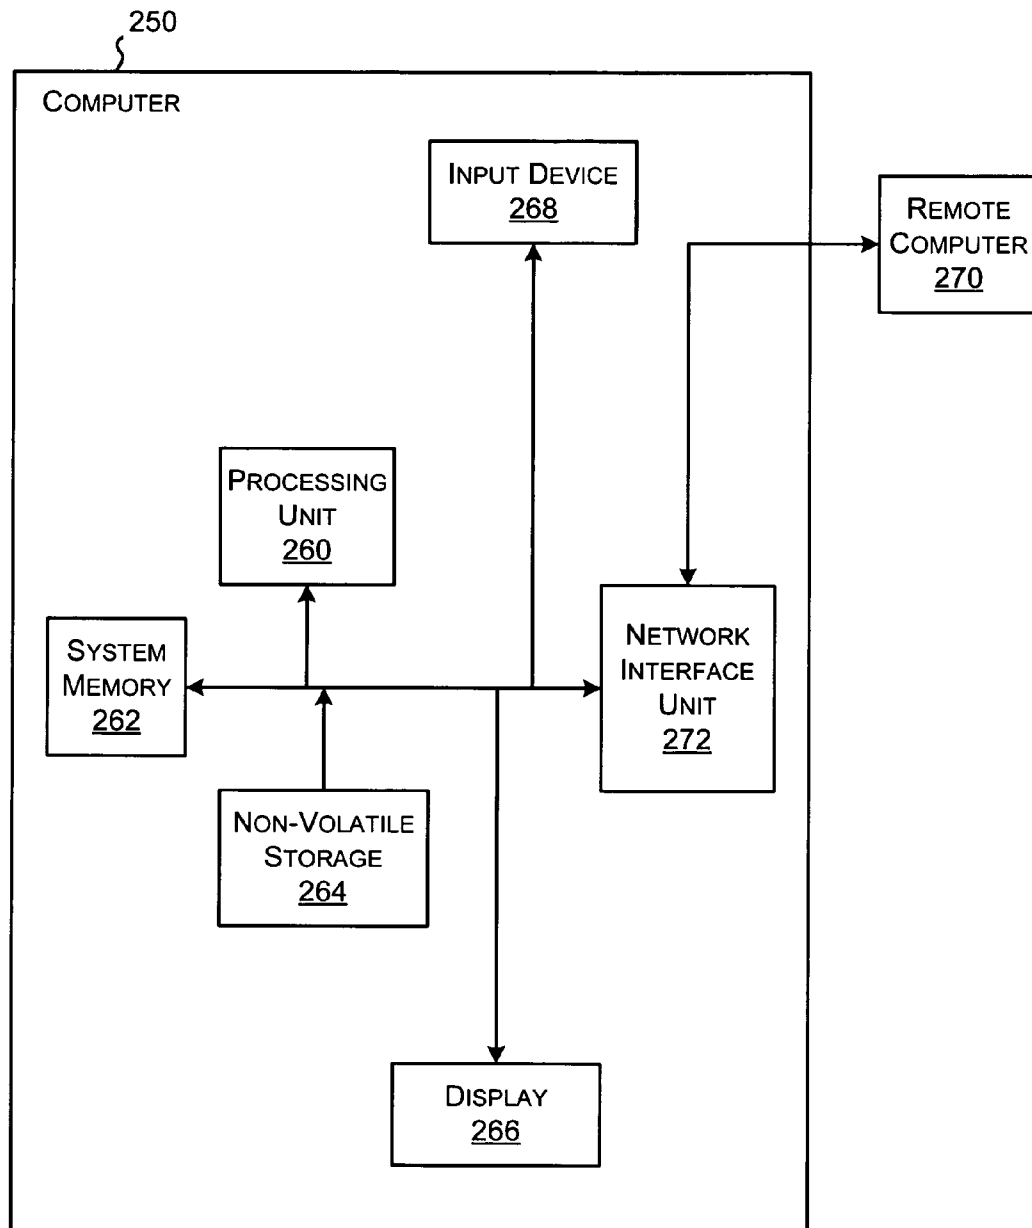 250
COMPUTER
INPUT DEVICE
268
REMOTE
COMPUTER
270
PROCESSING
UNIT
260
SYSTEM
MEMORY
262
NETWORK
INTERFACE
UNIT
272
NON-VOLATILE
STORAGE
264
DISPLAY
266